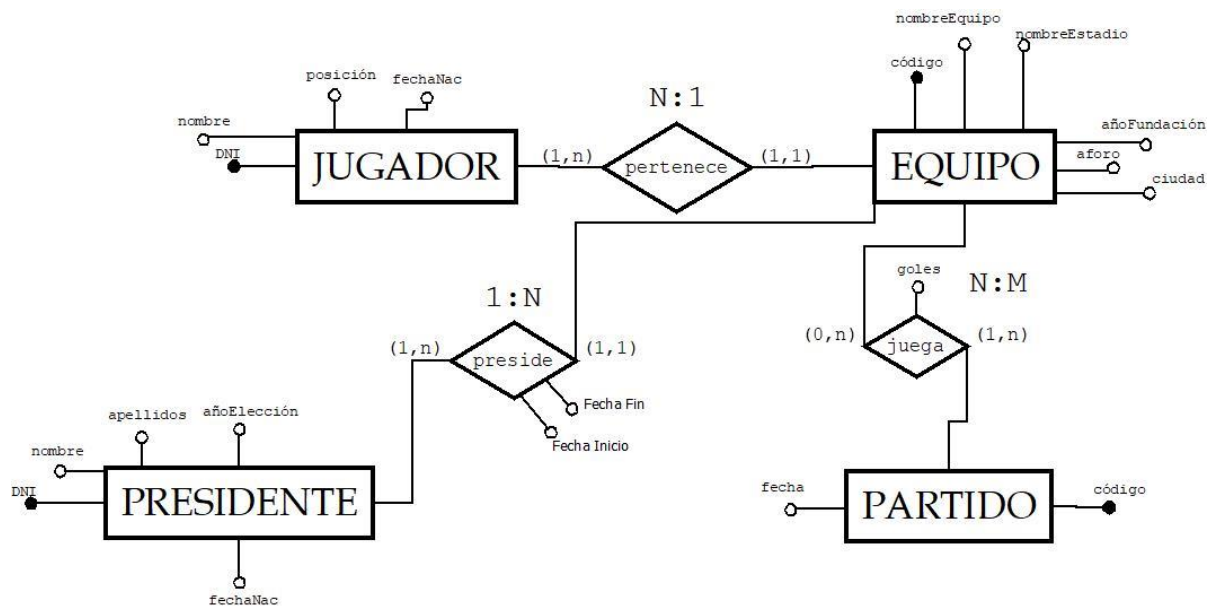 nombreEquipo
nombreEstadio
código
posición
fechaNac
N:1
nombre
añoFundación
DNI
JUGADOR
(1,n)
pertenece
(1,1)
EQUIPO
aforo
ciudad
goles
N:M
1:N
(0,n)
juega
(1,n)
(1,n)
preside
(1,1)
Fecha Fin
apellidos
añoElección
Fecha Inicio
nombre
DNI
PRESIDENTE
fecha
PARTIDO
código
fechaNac